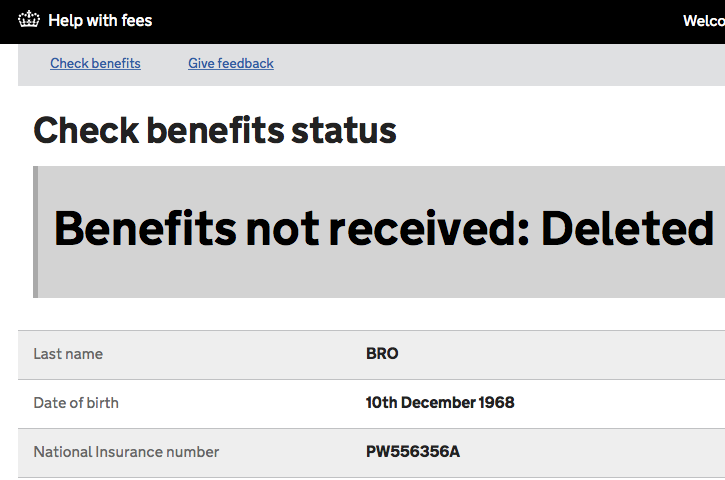 Help with fees Welco
Check benefits Give feedback
Check benefits status
Benefits not received: Deleted
Last name BRO
Date of birth 10th December 1968
National Insurance number PW556356A